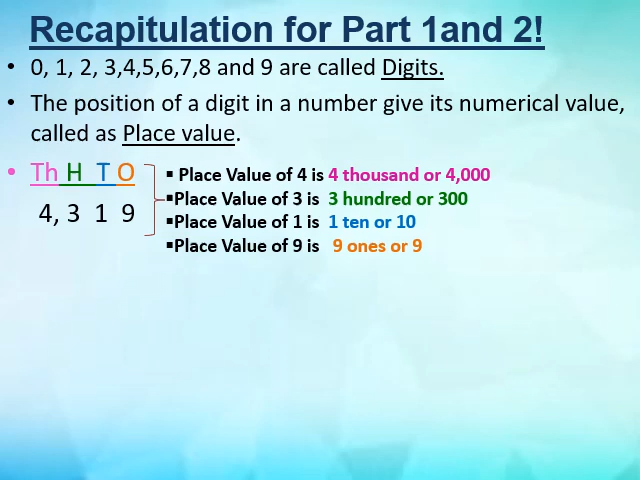 Recapitulation for Part 1and 2!
• 0, 1, 2, 3,4,5,6,7,8 and 9 are called Digits.
• The position of a digit in a number give its numerical value,
called as Place value.
• Th H T O
4, 3 1 9
▪ Place Value of 4 is 4 thousand or 4,000
▪Place Value of 3 is 3 hundred or 300
▪Place Value of 1 is 1 ten or 10
▪Place Value of 9 is 9 ones or 9